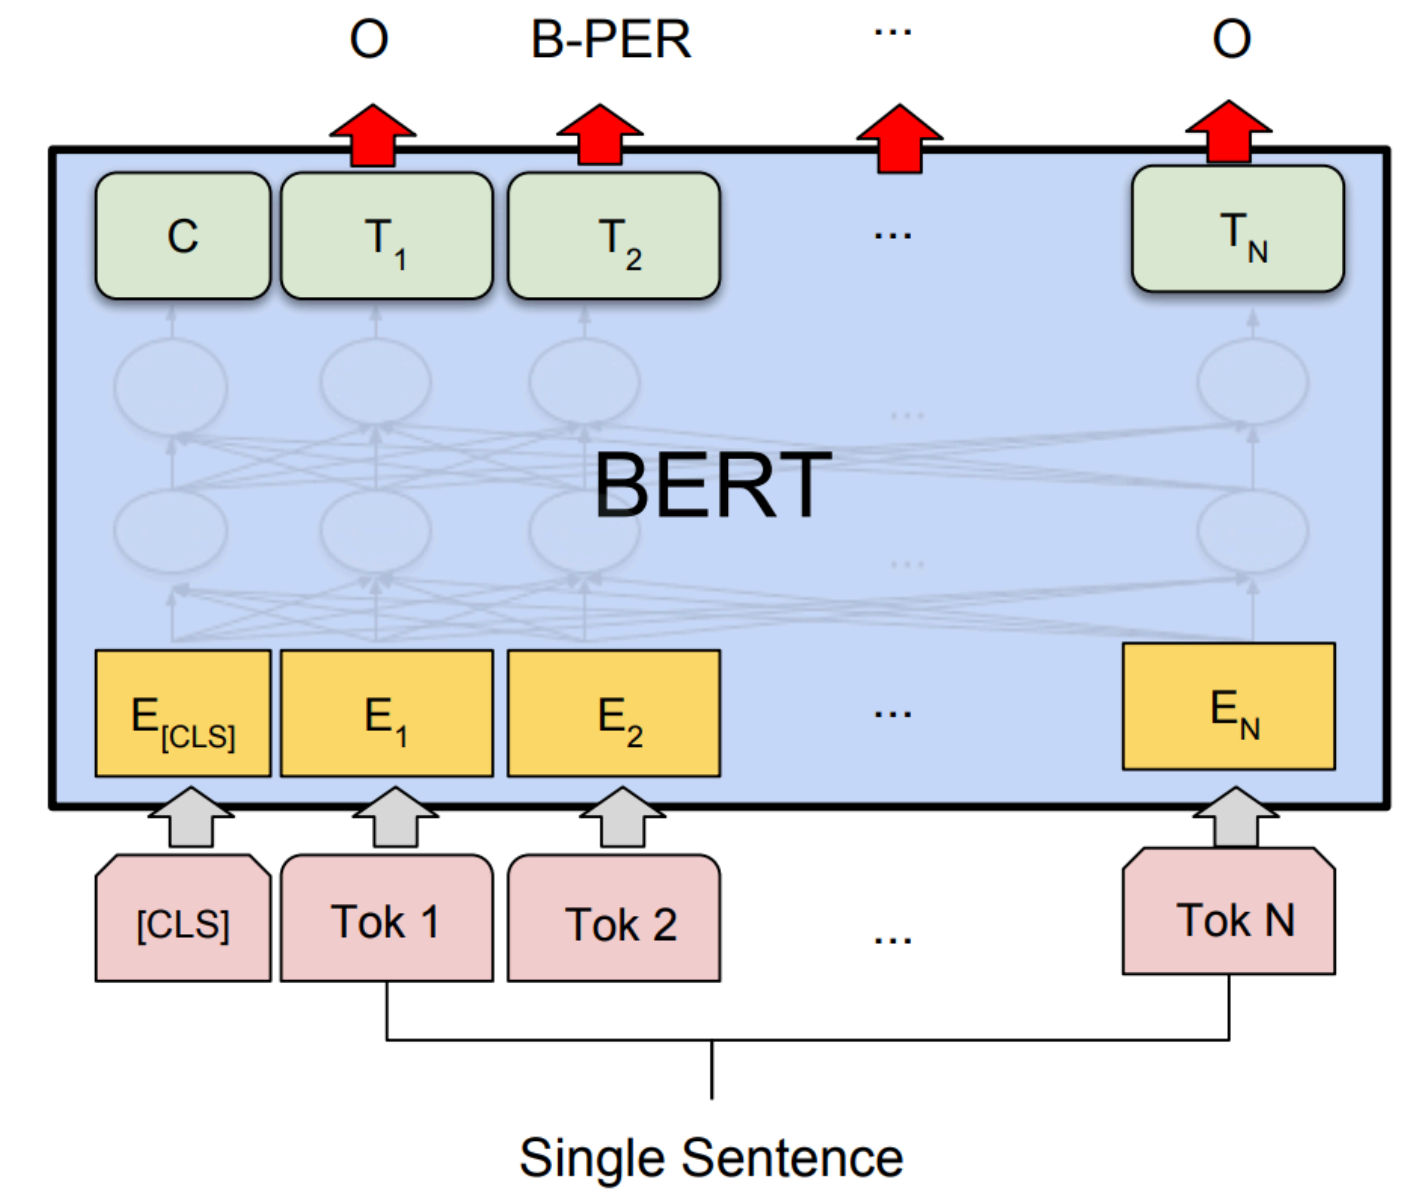 O B-PER ... O
C T1 T2 ... TN
...
BERT
...
E[CLS] E1 E2 ... EN
[CLS] Tok 1 Tok 2 ... Tok N
Single Sentence